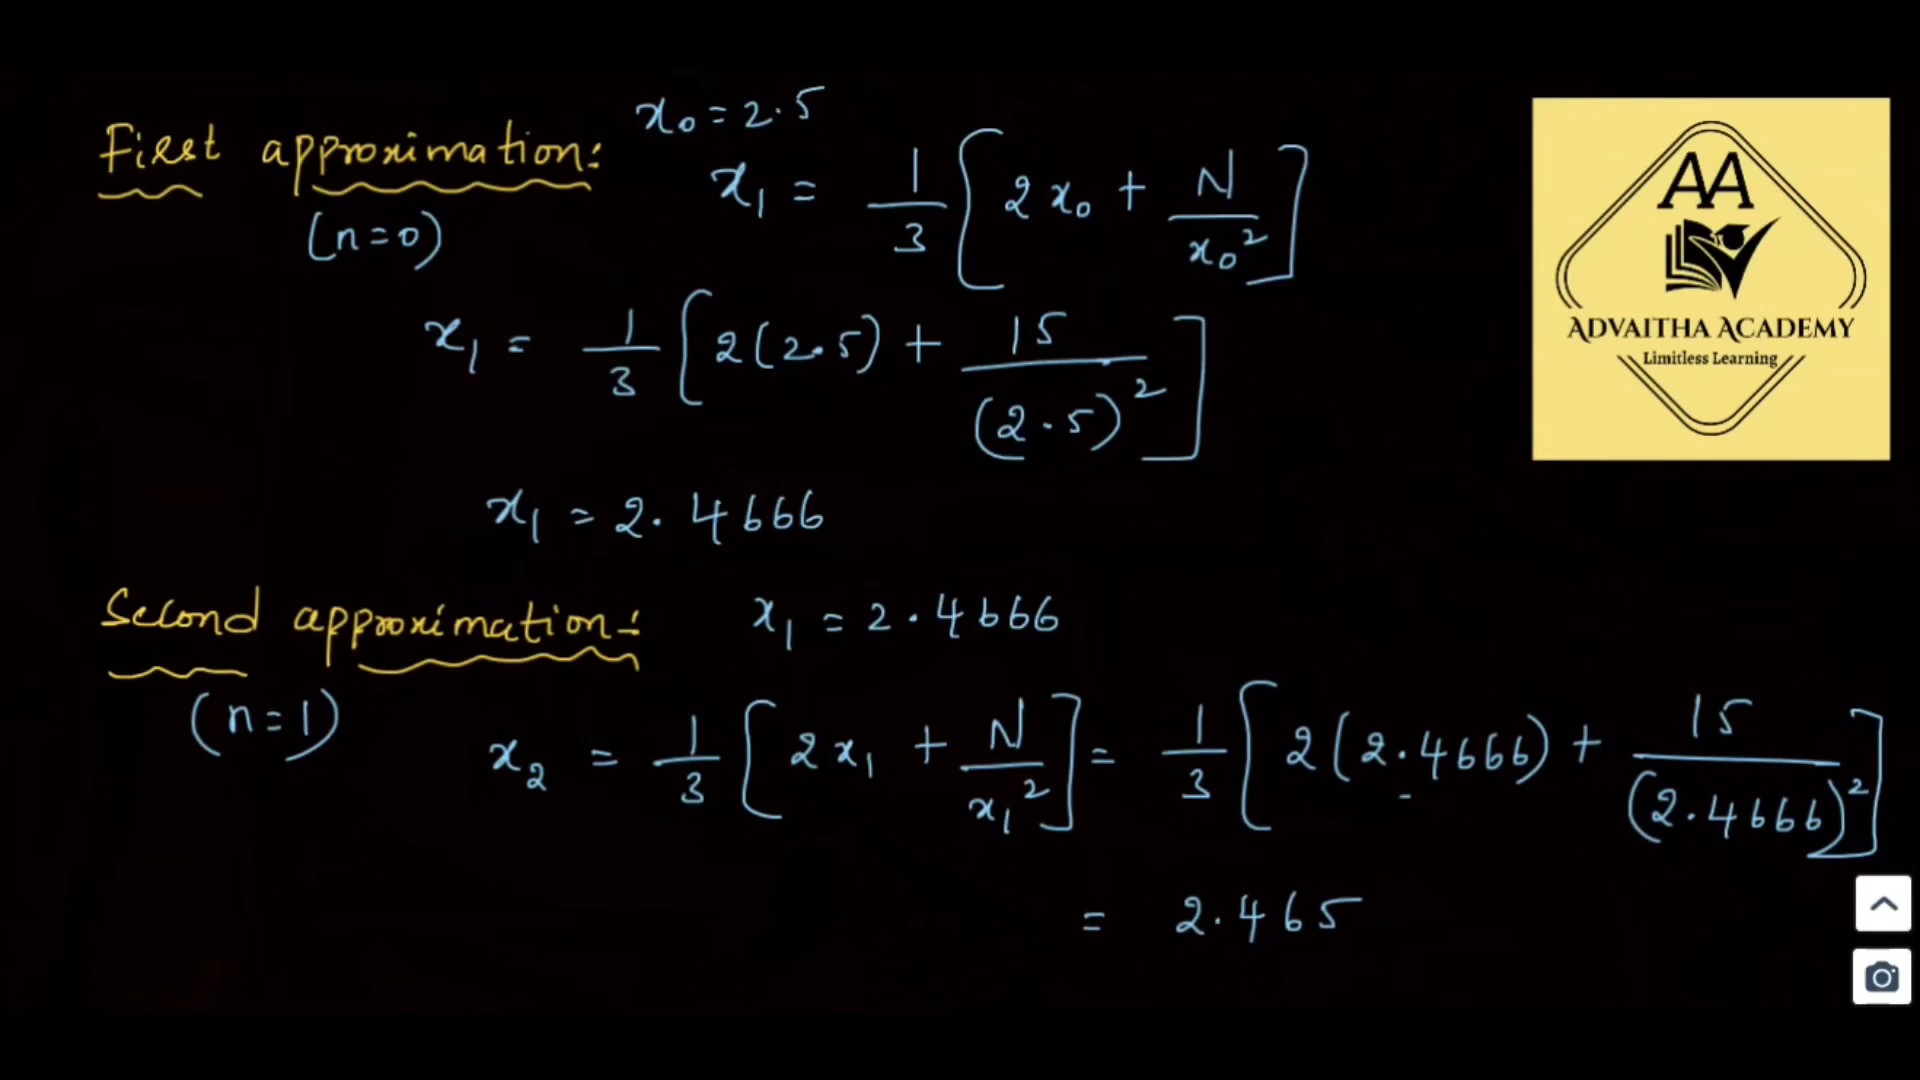 x₀ = 2.5
First approximation:
x₁ = 1/3 [2x₀ + N/x₀²]
(n=0)
x₁ = 1/3 [2(2.5) + 15/(2.5)²]
x₁ = 2.4666
Second approximation:- x₁ = 2.4666
(n=1)
x₂ = 1/3 [2x₁ + N/x₁²] = 1/3 [2(2.4666) + 15/(2.4666)²]
= 2.465
AA
ADVAITHA ACADEMY
Limitless Learning